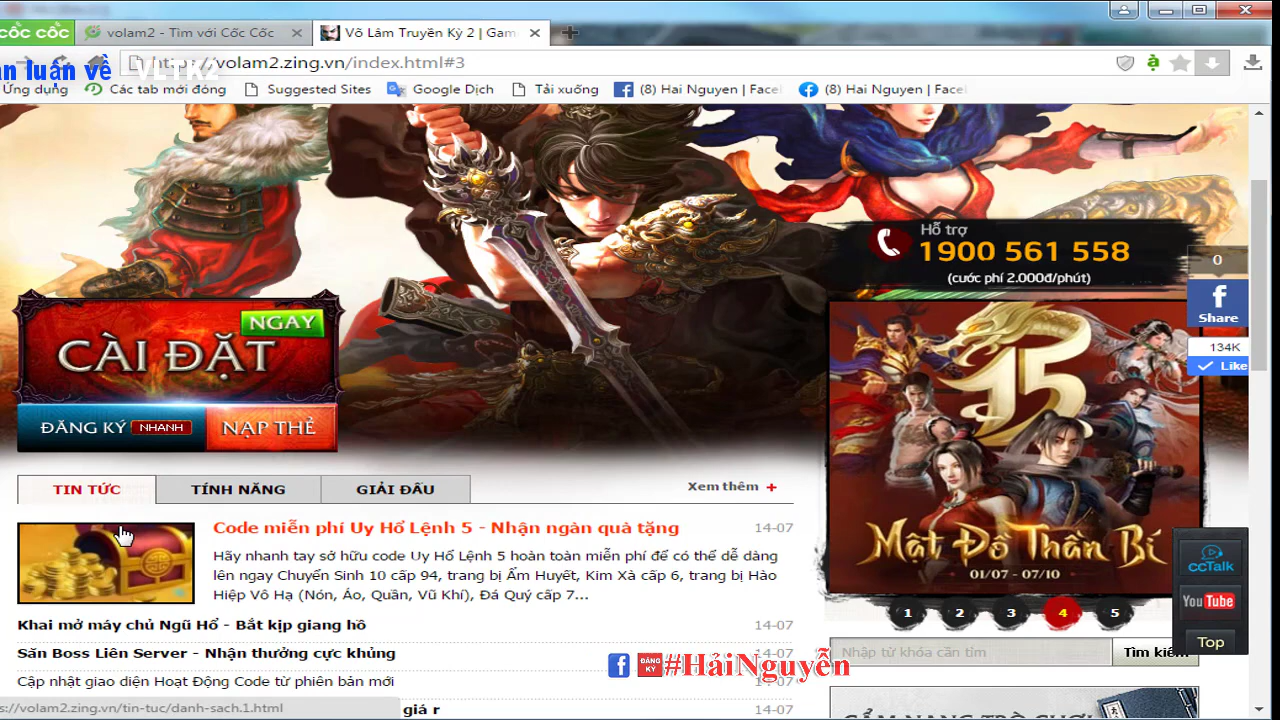 CỐC CỐC
volam2 - Tìm với Cốc Cốc
Võ Lâm Truyền Kỳ 2 | Gam
luận về VLTK2
volam2.zing.vn/index.html#3
Ứng dụng
Các tab mới đóng
Suggested Sites
Google Dịch
Tải xuống
(8) Hai Nguyen | Face
(8) Hai Nguyen | Face
Hỗ trợ
1900 561 558
(cước phí 2.000đ/phút)
0
f
Share
134K
Like
NGAY
CÀI ĐẶT
ĐĂNG KÝ NHANH
NẠP THẺ
15
Mật Đồ Thần Bí
01/07 - 07/10
1 2 3 4 5
ccTalk
YouTube
Top
TIN TỨC
TÍNH NĂNG
GIẢI ĐẤU
Xem thêm +
Code miễn phí Uy Hổ Lệnh 5 - Nhận ngàn quà tặng 14-07
Hãy nhanh tay sở hữu code Uy Hổ Lệnh 5 hoàn toàn miễn phí để có thể dễ dàng
lên ngay Chuyển Sinh 10 cấp 94, trang bị Ẩm Huyết, Kim Xà cấp 6, trang bị Hào
Hiệp Vô Hạ (Nón, Áo, Quần, Vũ Khí), Đá Quý cấp 7...
Khai mở máy chủ Ngũ Hổ - Bắt kịp giang hồ 14-07
Săn Boss Liên Server - Nhận thưởng cực khủng 14-07
Cập nhật giao diện Hoạt Động Code từ phiên bản mới 14-07
giá r 14-07
Nhập từ khóa cần tìm
Tìm kiếm
f ĐĂNG KÝ #HảiNguyễn
s://volam2.zing.vn/tin-tuc/danh-sach.1.html